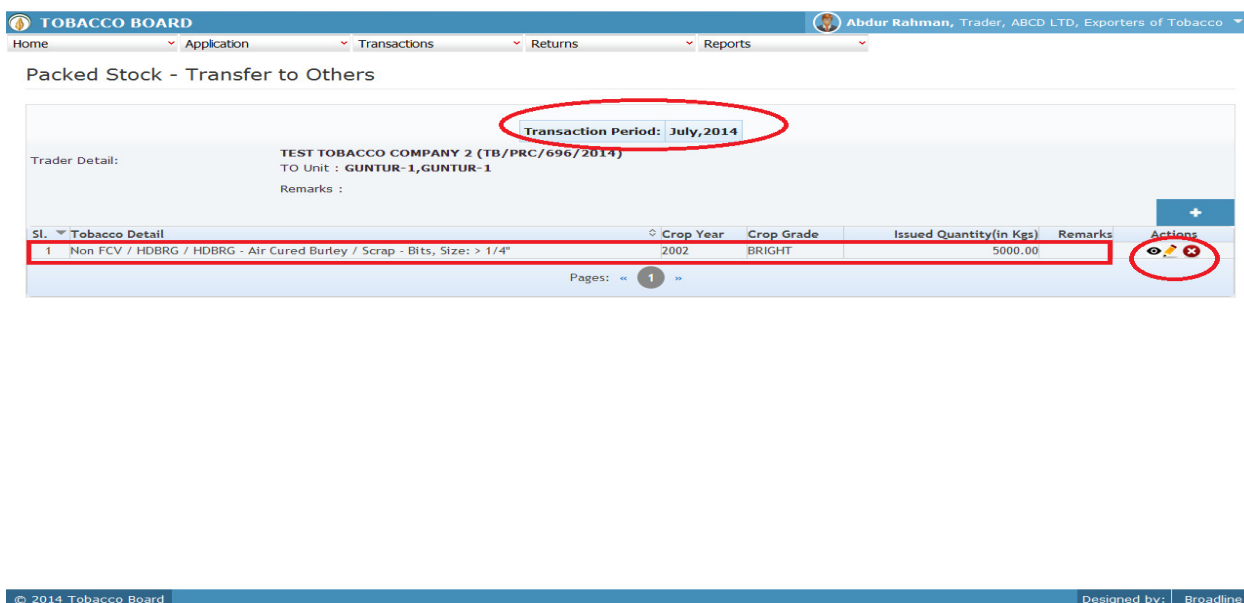 TOBACCO BOARD
Abdur Rahman, Trader, ABCD LTD, Exporters of Tobacco
Home Application Transactions Returns Reports
Packed Stock - Transfer to Others
Transaction Period: July,2014
Trader Detail: TEST TOBACCO COMPANY 2 (TB/PRC/696/2014)
TO Unit : GUNTUR-1,GUNTUR-1
Remarks :
+
Sl. Tobacco Detail Crop Year Crop Grade Issued Quantity(in Kgs) Remarks Actions
1 Non FCV / HDBRG / HDBRG - Air Cured Burley / Scrap - Bits, Size: > 1/4" 2002 BRIGHT 5000.00
Pages: « 1 »
© 2014 Tobacco Board Designed by: Broadline